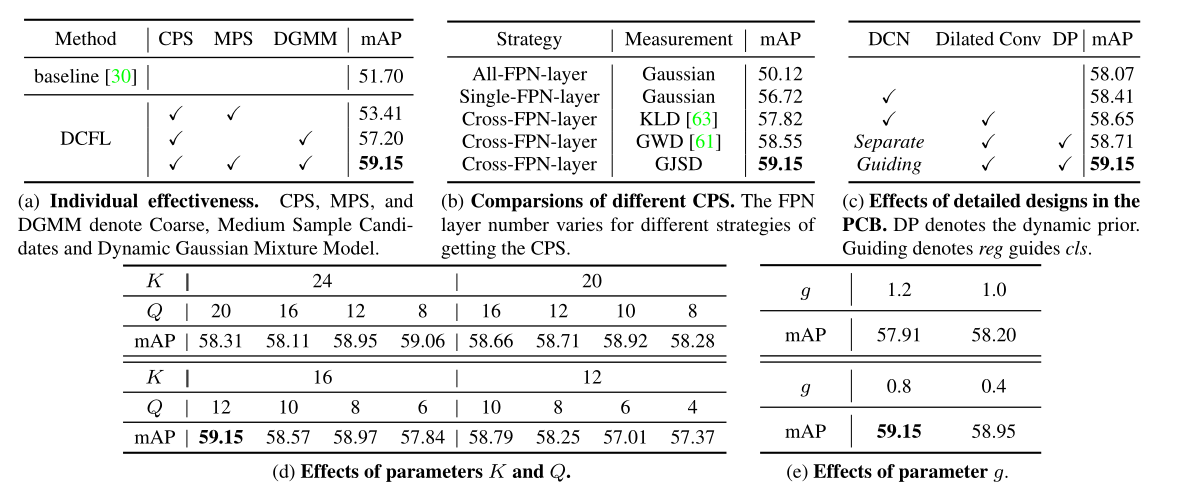 Method | CPS MPS DGMM | mAP
baseline [30] | | 51.70
✓ ✓ | 53.41
DCFL | ✓ ✓ | 57.20
✓ ✓ ✓ | 59.15
(a) Individual effectiveness. CPS, MPS, and
DGMM denote Coarse, Medium Sample Candi-
dates and Dynamic Gaussian Mixture Model.
Strategy | Measurement | mAP
All-FPN-layer | Gaussian | 50.12
Single-FPN-layer | Gaussian | 56.72
Cross-FPN-layer | KLD [63] | 57.82
Cross-FPN-layer | GWD [61] | 58.55
Cross-FPN-layer | GJSD | 59.15
(b) Comparsions of different CPS. The FPN
layer number varies for different strategies of
getting the CPS.
DCN Dilated Conv DP | mAP
58.07
✓ | 58.41
✓ ✓ | 58.65
Separate ✓ ✓ | 58.71
Guiding ✓ ✓ | 59.15
(c) Effects of detailed designs in the
PCB. DP denotes the dynamic prior.
Guiding denotes reg guides cls.
K | 24 | 20
Q | 20 16 12 8 | 16 12 10 8
mAP | 58.31 58.11 58.95 59.06 | 58.66 58.71 58.92 58.28
K | 16 | 12
Q | 12 10 8 6 | 10 8 6 4
mAP | 59.15 58.57 58.97 57.84 | 58.79 58.25 57.01 57.37
(d) Effects of parameters K and Q.
g | 1.2 1.0
mAP | 57.91 58.20
g | 0.8 0.4
mAP | 59.15 58.95
(e) Effects of parameter g.